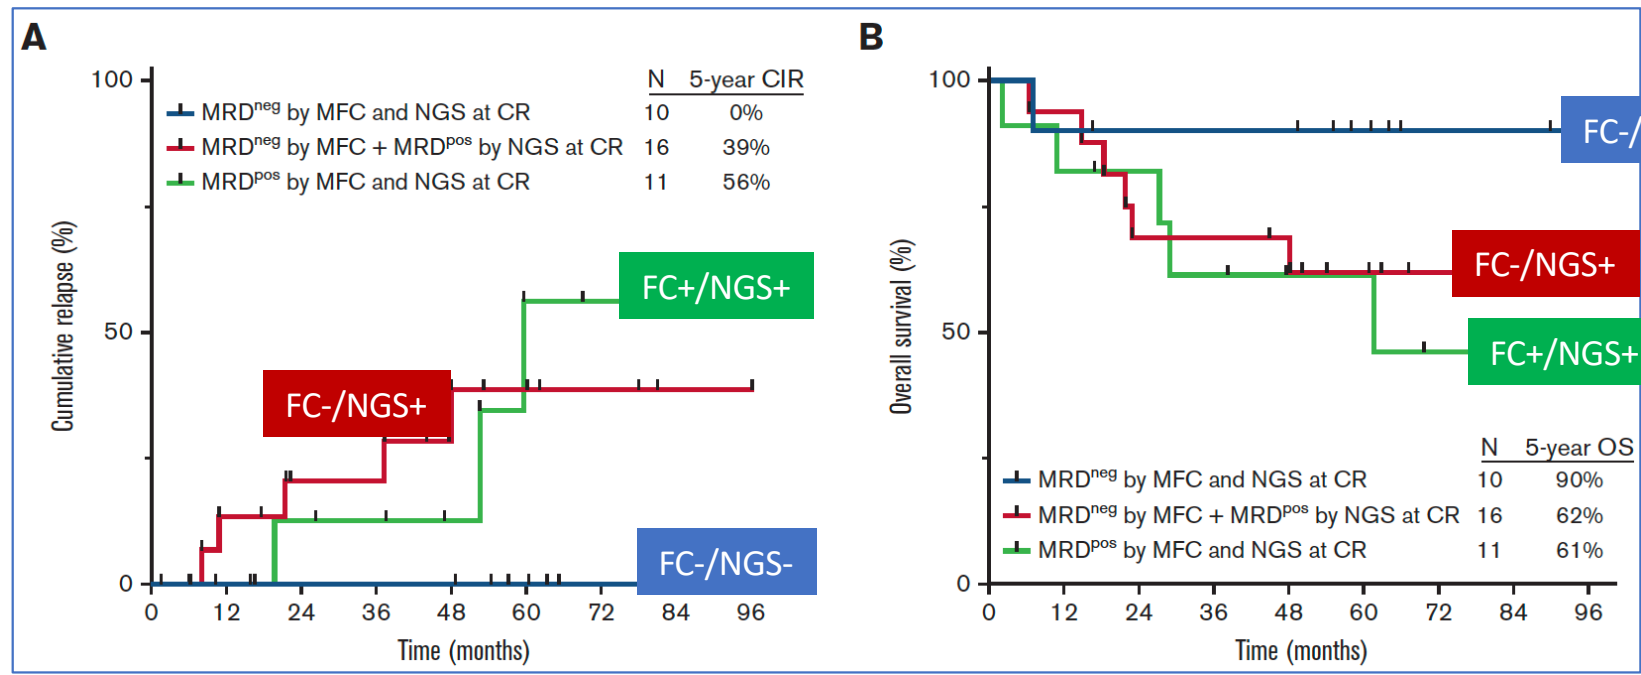 A
100
50
0
Cumulative relapse (%)
N 5-year CIR
MRDneg by MFC and NGS at CR 10 0%
MRDneg by MFC + MRDpos by NGS at CR 16 39%
MRDpos by MFC and NGS at CR 11 56%
FC+/NGS+
FC-/NGS+
FC-/NGS-
0 12 24 36 48 60 72 84 96
Time (months)
B
100
50
0
Overall survival (%)
FC-/
FC-/NGS+
FC+/NGS+
N 5-year OS
MRDneg by MFC and NGS at CR 10 90%
MRDneg by MFC + MRDpos by NGS at CR 16 62%
MRDpos by MFC and NGS at CR 11 61%
0 12 24 36 48 60 72 84 96
Time (months)